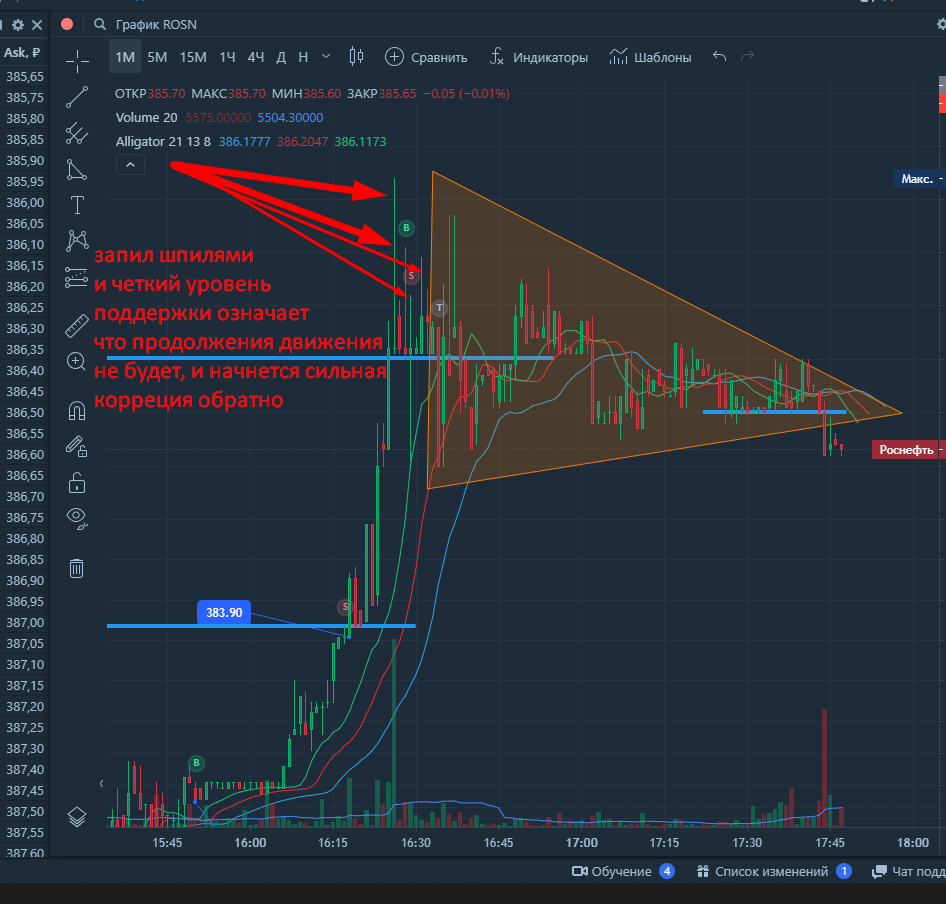 График ROSN
Ask, ₽
1М 5М 15М 1Ч 4Ч Д Н Сравнить Индикаторы Шаблоны
ОТКР385.70 МАКС385.70 МИН385.60 ЗАКР385.65 −0.05 (−0.01%)
Volume 20 5575.00000 5504.30000
Alligator 21 13 8 386.1777 386.2047 386.1173
385,65
385,75
385,80
385,85
385,90
385,95
386,00
386,05
386,10
386,15
386,20
386,25
386,30
386,35
386,40
386,45
386,50
386,55
386,60
386,65
386,70
386,75
386,80
386,85
386,90
386,95
387,00
387,05
387,10
387,15
387,20
387,25
387,30
387,40
387,45
387,50
387,55
387,60
Макс.
B
S
T
запил шпилями
и четкий уровень
поддержки означает
что продолжения движения
не будет, и начнется сильная
коррекция обратно
Роснефть
S
383.90
B
15:45 16:00 16:15 16:30 16:45 17:00 17:15 17:30 17:45 18:00
Обучение 4 Список изменений 1 Чат подд